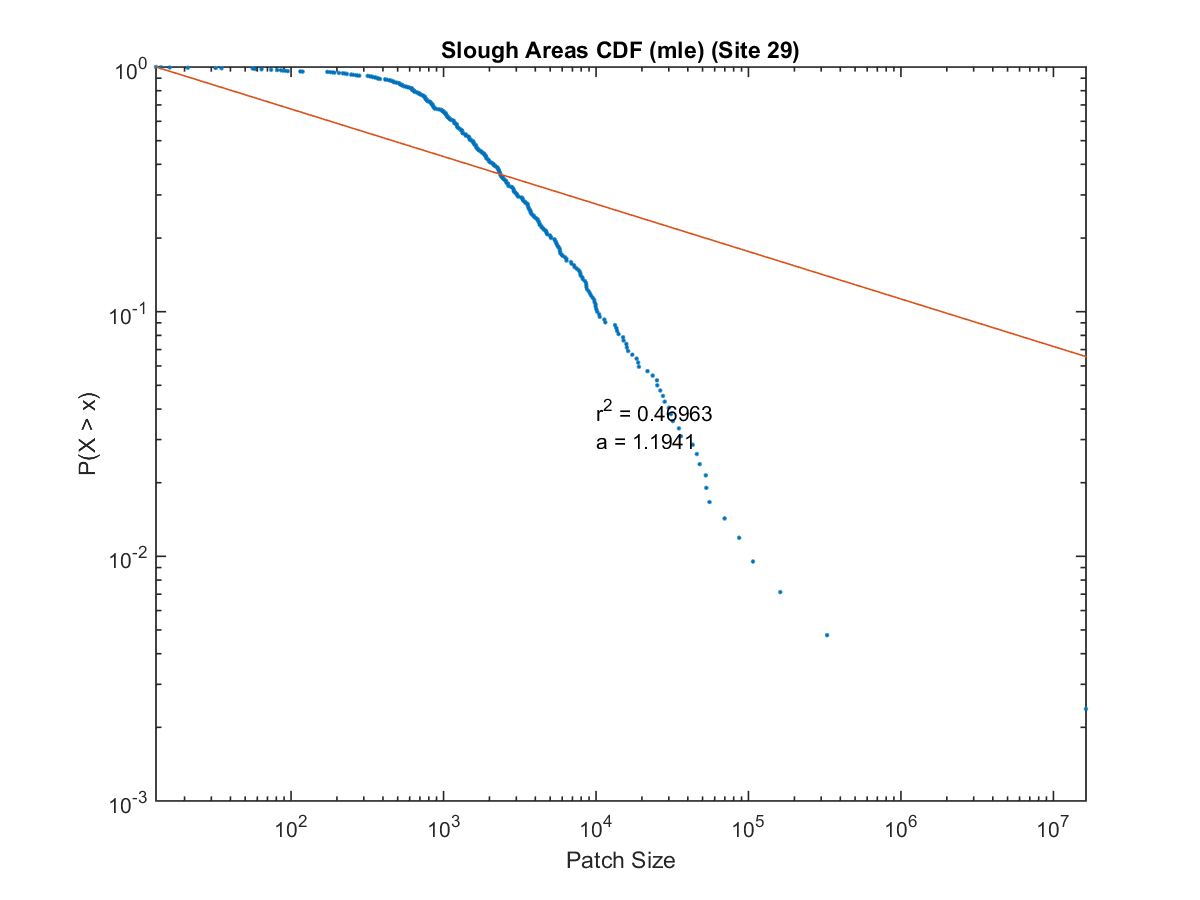 Slough Areas CDF (mle) (Site 29)
10^0
10^-1
10^-2
10^-3
P(X > x)
r^2 = 0.46963
a = 1.1941
10^2 10^3 10^4 10^5 10^6 10^7
Patch Size